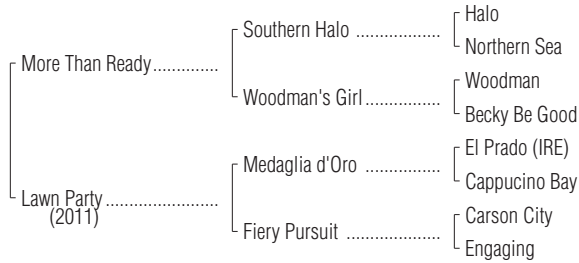 Halo
Southern Halo ..................
Northern Sea
More Than Ready..............
Woodman
Woodman's Girl................
Becky Be Good
El Prado (IRE)
Medaglia d'Oro ................
Cappucino Bay
Lawn Party ........................
(2011)
Carson City
Fiery Pursuit ....................
Engaging